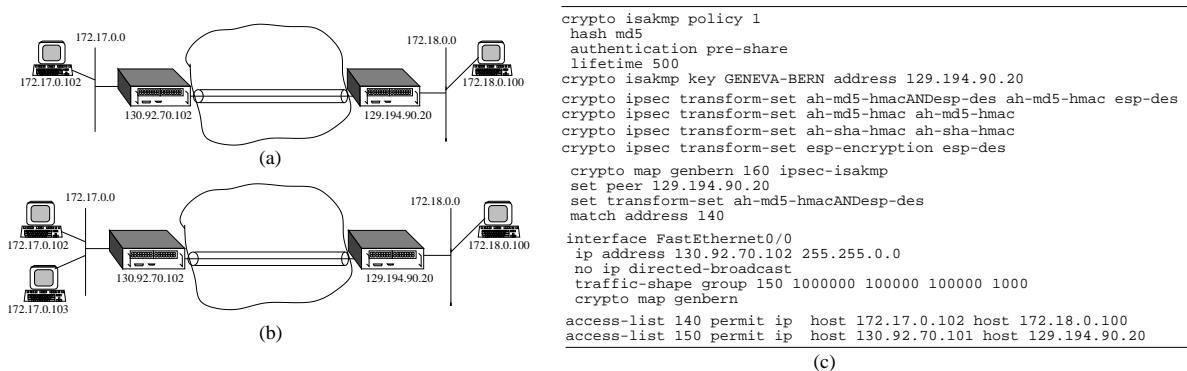 172.17.0.0
172.18.0.0
172.17.0.102
172.18.0.100
130.92.70.102
129.194.90.20
(a)
172.17.0.0
172.18.0.0
172.17.0.102
172.18.0.100
130.92.70.102
129.194.90.20
172.17.0.103
(b)
crypto isakmp policy 1
hash md5
authentication pre-share
lifetime 500
crypto isakmp key GENEVA-BERN address 129.194.90.20
crypto ipsec transform-set ah-md5-hmacANDesp-des ah-md5-hmac esp-des
crypto ipsec transform-set ah-md5-hmac ah-md5-hmac
crypto ipsec transform-set ah-sha-hmac ah-sha-hmac
crypto ipsec transform-set esp-encryption esp-des
crypto map genbern 160 ipsec-isakmp
set peer 129.194.90.20
set transform-set ah-md5-hmacANDesp-des
match address 140
interface FastEthernet0/0
ip address 130.92.70.102 255.255.0.0
no ip directed-broadcast
traffic-shape group 150 1000000 100000 100000 1000
crypto map genbern
access-list 140 permit ip host 172.17.0.102 host 172.18.0.100
access-list 150 permit ip host 130.92.70.101 host 129.194.90.20
(c)